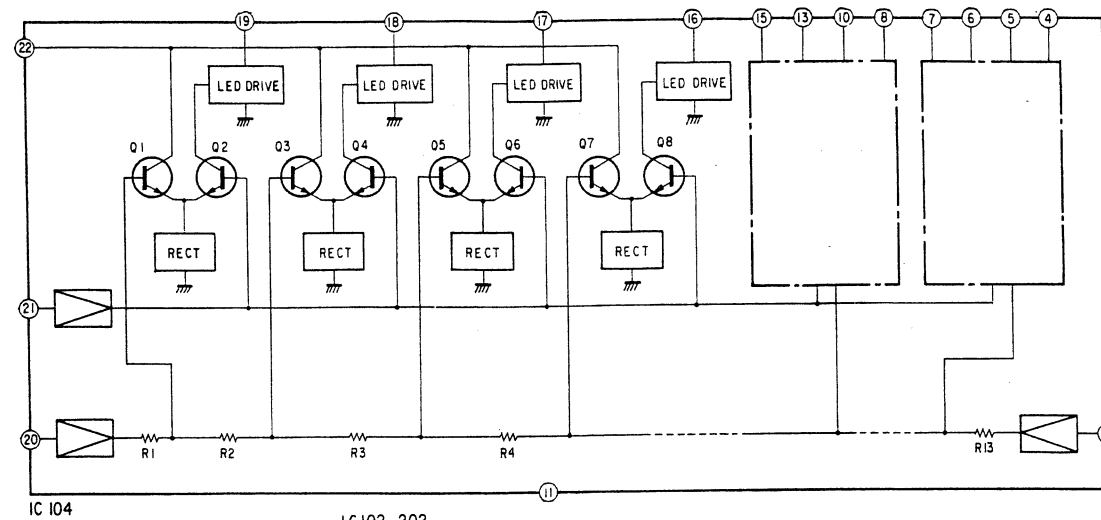 19 18 17 16 15 13 10 8 7 6 5 4
22
LED DRIVE LED DRIVE LED DRIVE LED DRIVE
Q1 Q2 Q3 Q4 Q5 Q6 Q7 Q8
RECT RECT RECT RECT
21
20
R1 R2 R3 R4 R13
11
IC 104